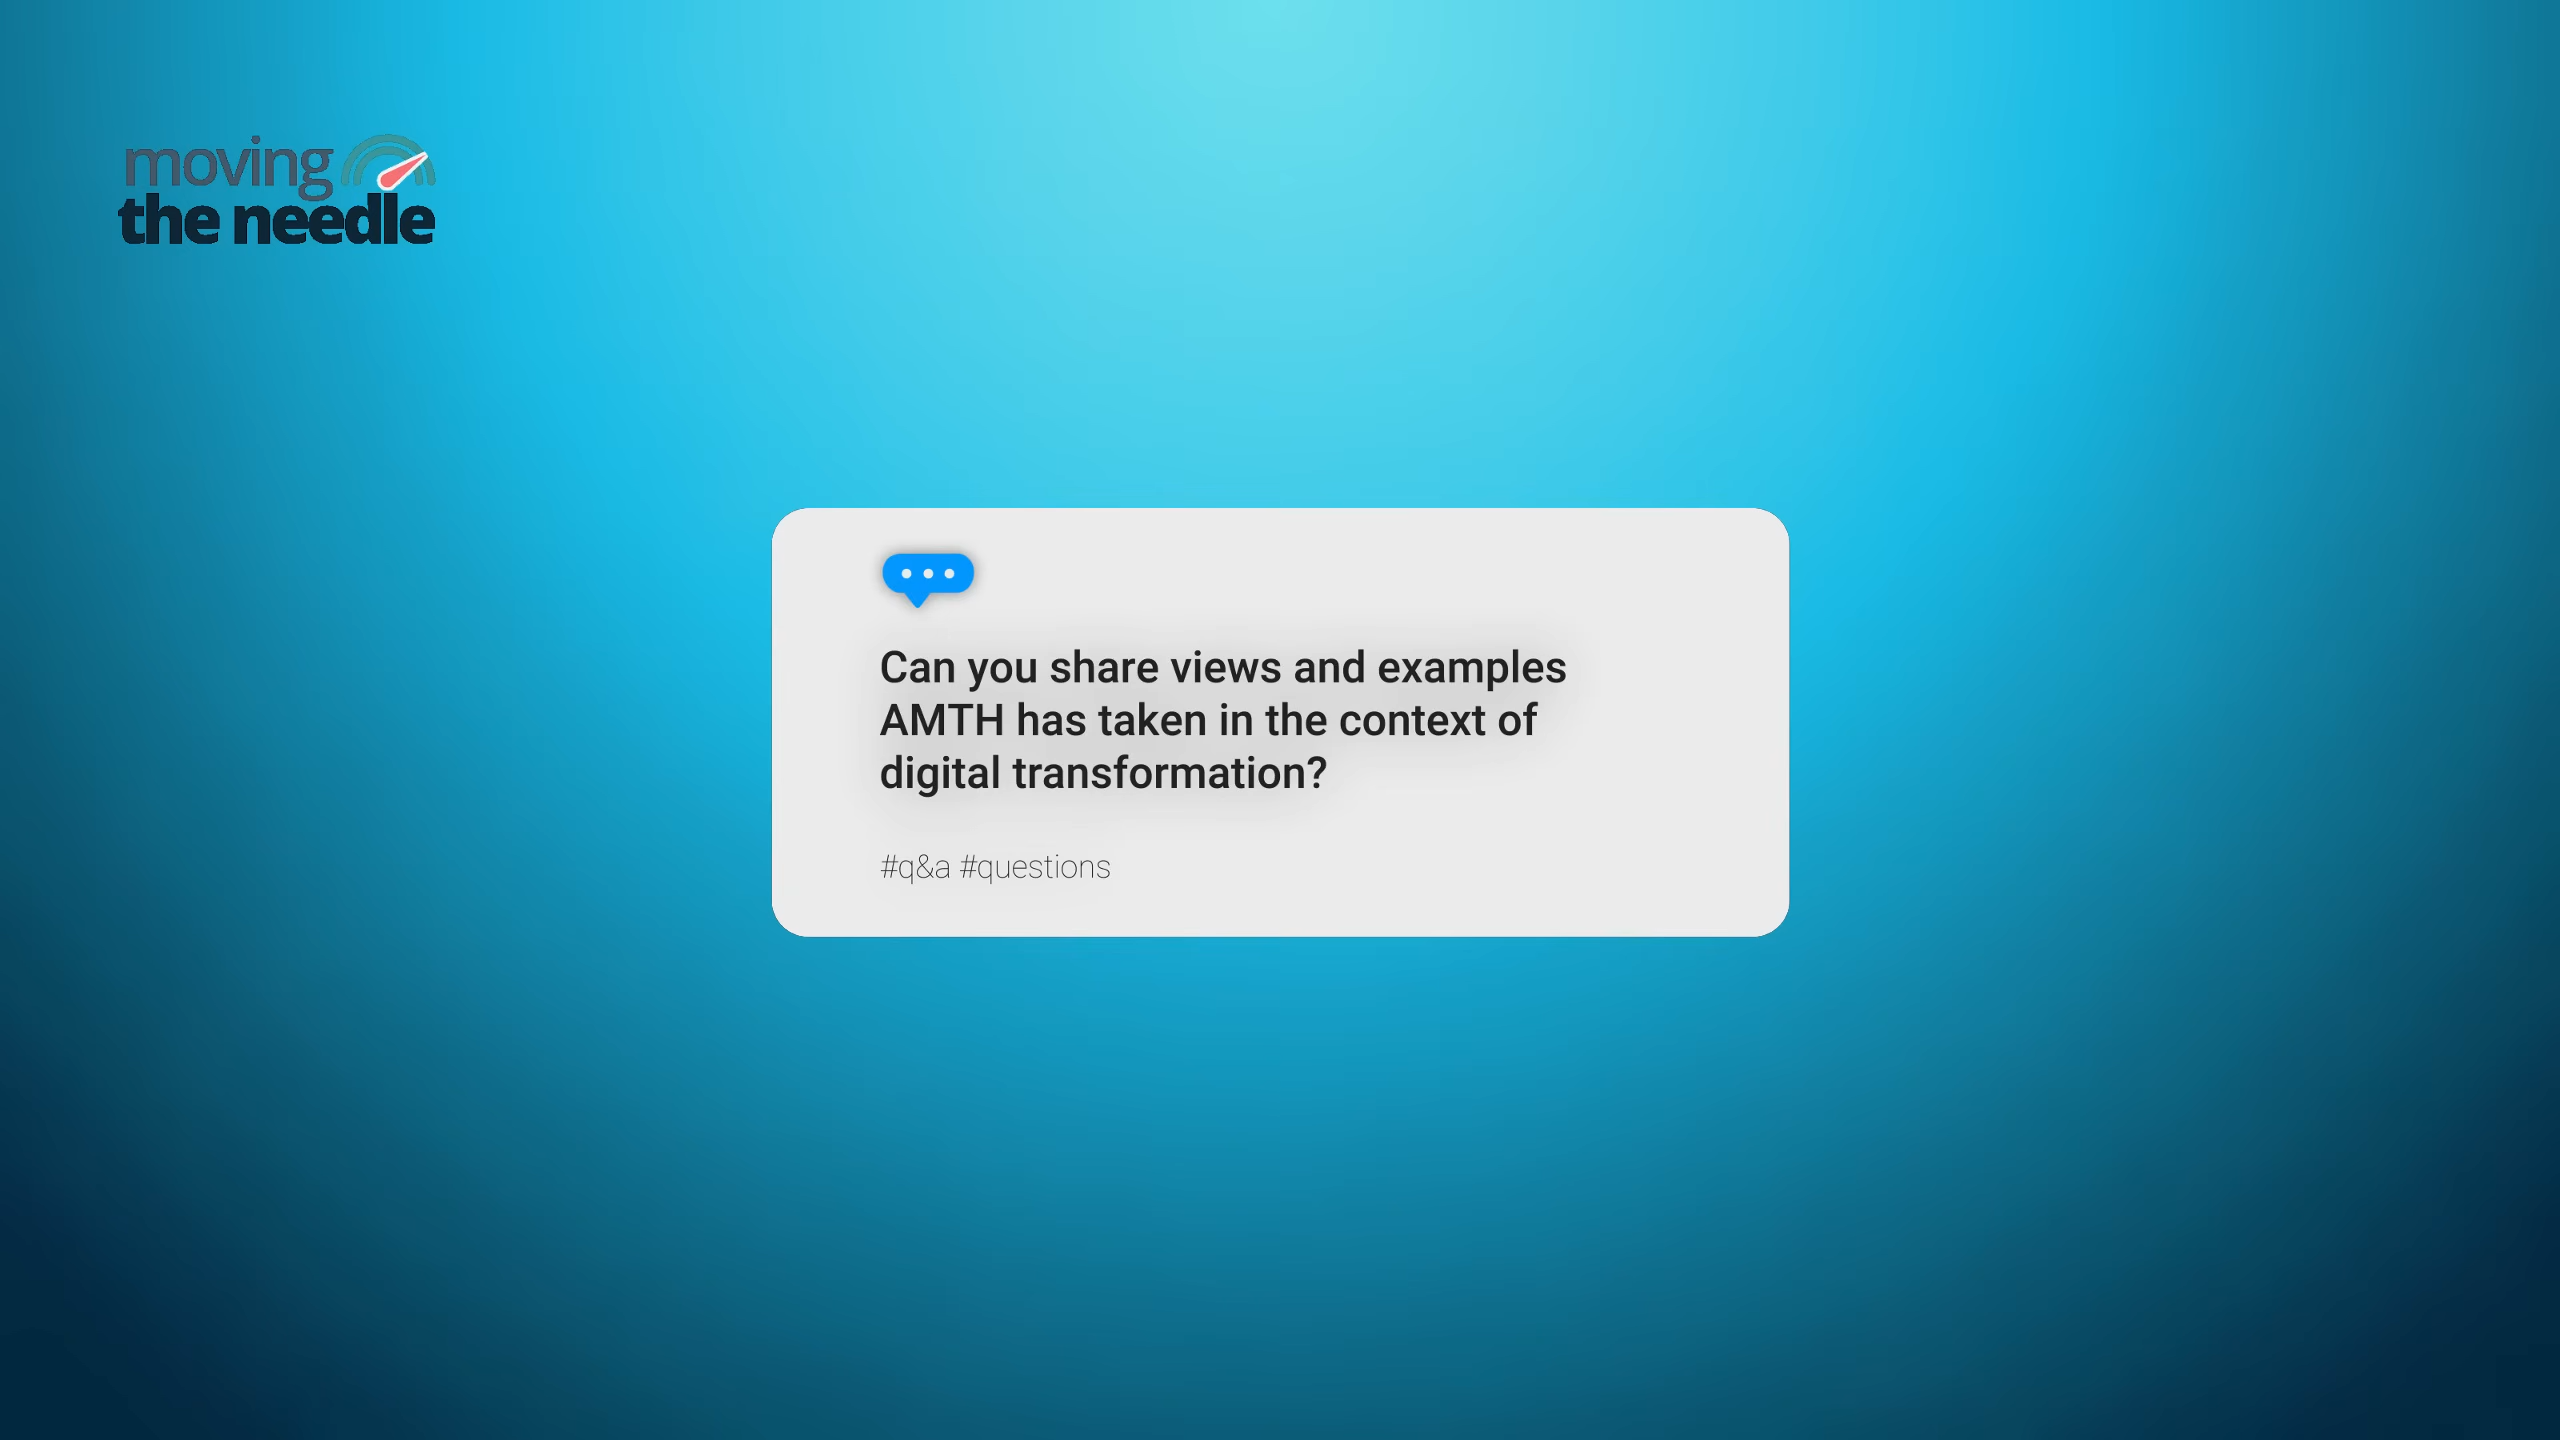 moving
the needle
Can you share views and examples
AMTH has taken in the context of
digital transformation?
#q&a #questions